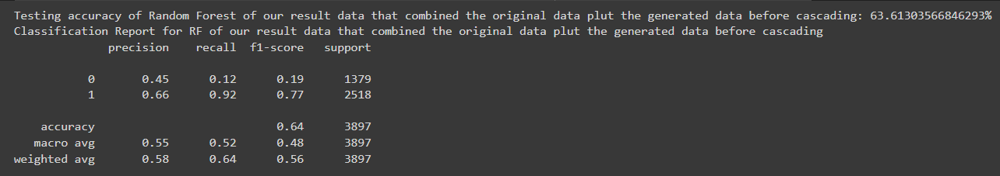 Testing accuracy of Random Forest of our result data that combined the original data plut the generated data before cascading: 63.61303566846293%
Classification Report for RF of our result data that combined the original data plut the generated data before cascading
precision recall f1-score support
0 0.45 0.12 0.19 1379
1 0.66 0.92 0.77 2518
accuracy 0.64 3897
macro avg 0.55 0.52 0.48 3897
weighted avg 0.58 0.64 0.56 3897